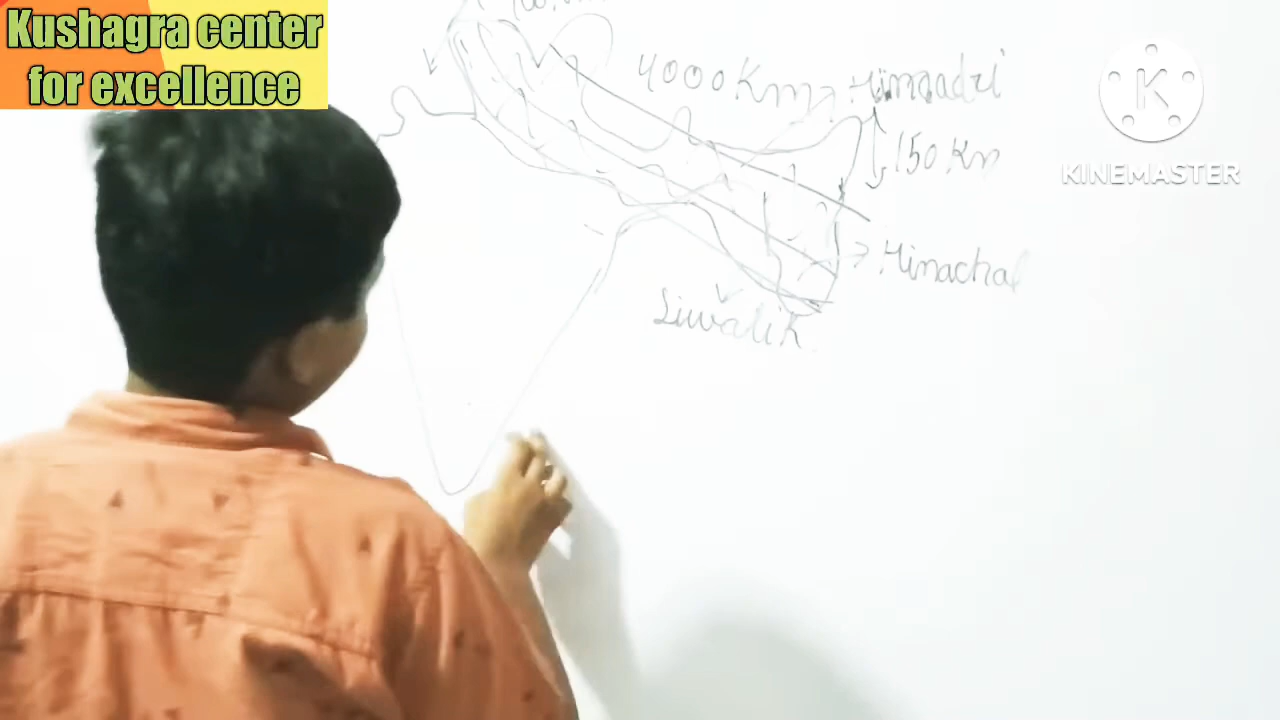 Kushagra center
for excellence
4000 Km
Himaadri
150 Km
Himachal
Siwalik
KINEMASTER